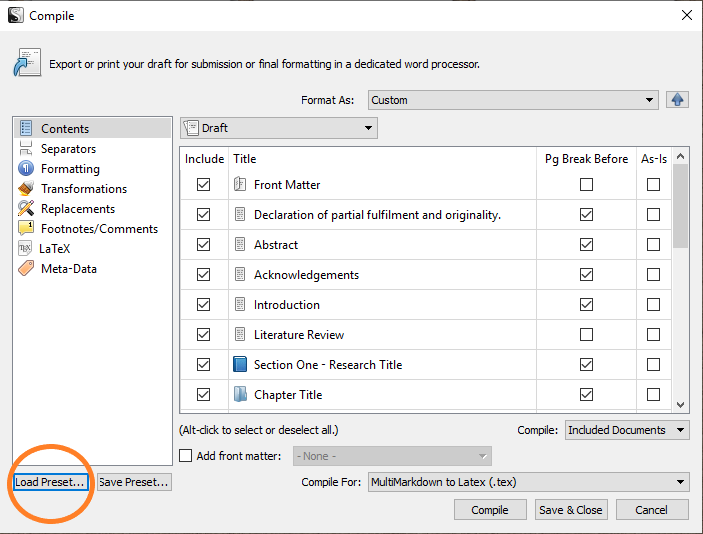 Compile
Export or print your draft for submission or final formatting in a dedicated word processor.
Format As: Custom
Contents
Separators
Formatting
Transformations
Replacements
Footnotes/Comments
LaTeX
Meta-Data
Draft
Include Title Pg Break Before As-Is
Front Matter
Declaration of partial fulfilment and originality.
Abstract
Acknowledgements
Introduction
Literature Review
Section One - Research Title
Chapter Title
(Alt-click to select or deselect all.) Compile: Included Documents
Add front matter: - None -
Load Preset... Save Preset... Compile For: MultiMarkdown to Latex (.tex)
Compile Save & Close Cancel